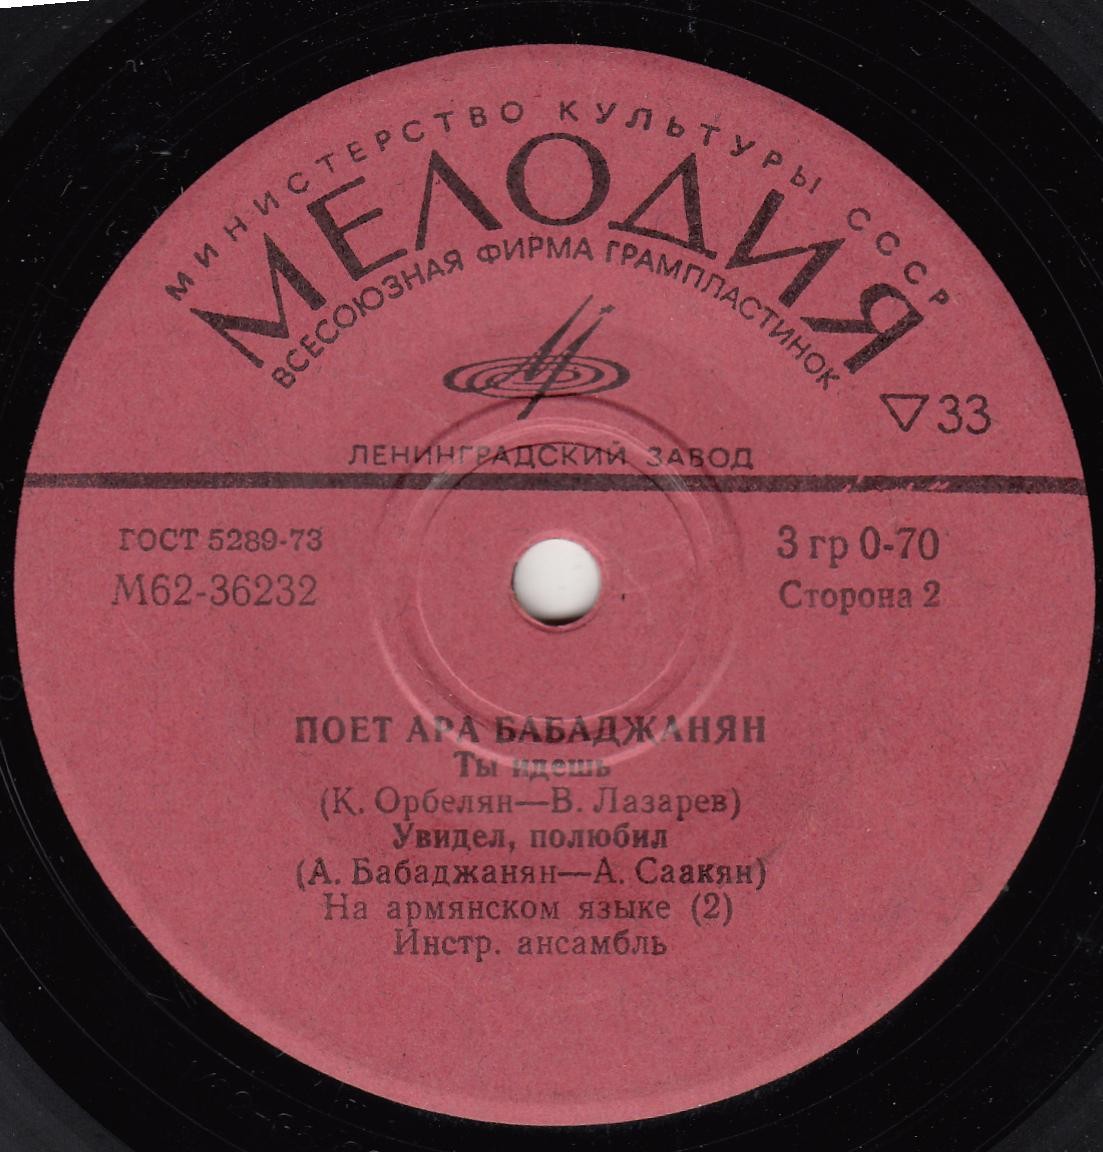 МИНИСТЕРСТВО КУЛЬТУРЫ СССР
МЕЛОДИЯ
ВСЕСОЮЗНАЯ ФИРМА ГРАМПЛАСТИНОК
33
ЛЕНИНГРАДСКИЙ ЗАВОД
ГОСТ 5289-73
М62-36232
3 гр 0-70
Сторона 2
ПОЕТ АРА БАБАДЖАНЯН
Ты идешь
(К. Орбелян—В. Лазарев)
Увидел, полюбил
(А. Бабаджанян—А. Саакян)
На армянском языке (2)
Инстр. ансамбль